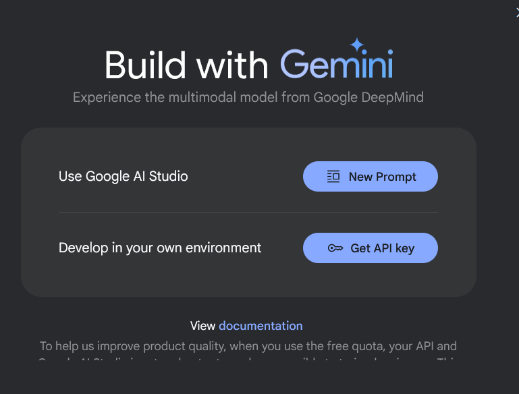 Build with Gemini
Experience the multimodal model from Google DeepMind
Use Google AI Studio
New Prompt
Develop in your own environment
Get API key
View documentation
To help us improve product quality, when you use the free quota, your API and